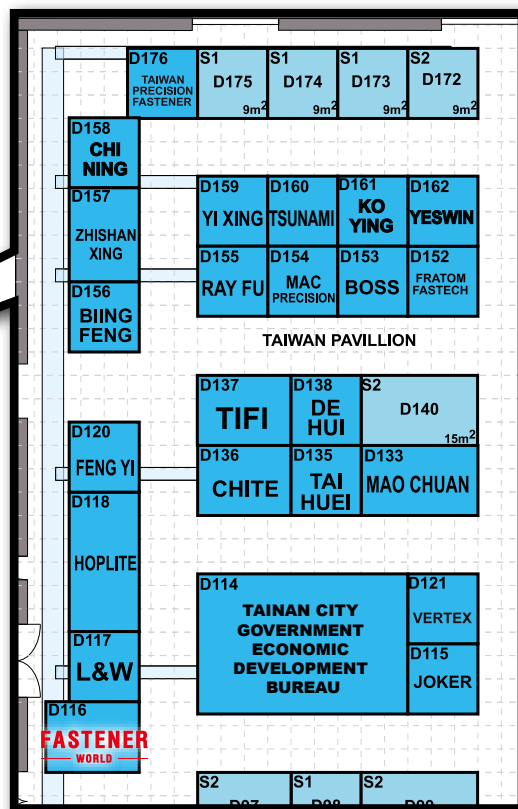 D176
TAIWAN
PRECISION
FASTENER
S1
D175
9m²
S1
D174
9m²
S1
D173
9m²
S2
D172
9m²
D158
CHI
NING
D157
ZHISHAN
XING
D156
BIING
FENG
D159
YI XING
D160
TSUNAMI
D161
KO
YING
D162
YESWIN
D155
RAY FU
D154
MAC
PRECISION
D153
BOSS
D152
FRATOM
FASTECH
TAIWAN PAVILLION
D137
TIFI
D138
DE
HUI
S2
D140
15m²
D136
CHITE
D135
TAI
HUEI
D133
MAO CHUAN
D120
FENG YI
D118
HOPLITE
D117
L&W
D116
FASTENER
WORLD
D114
TAINAN CITY
GOVERNMENT
ECONOMIC
DEVELOPMENT
BUREAU
D121
VERTEX
D115
JOKER
S2
S1
S2